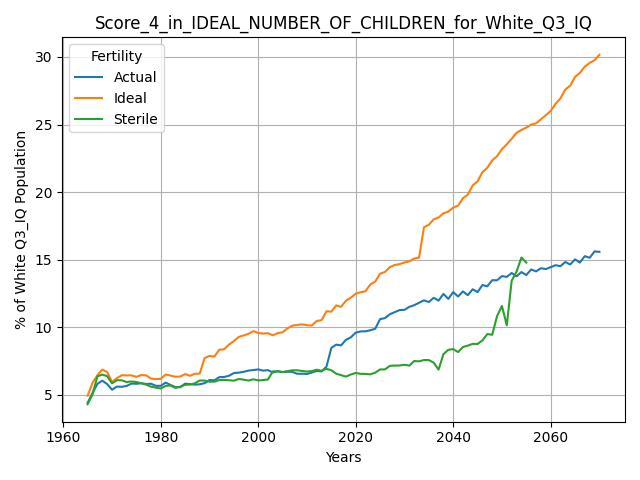 Score_4_in_IDEAL_NUMBER_OF_CHILDREN_for_White_Q3_IQ
Fertility
Actual
Ideal
Sterile
% of White Q3_IQ Population
30
25
20
15
10
5
1960
1980
2000
2020
2040
2060
Years